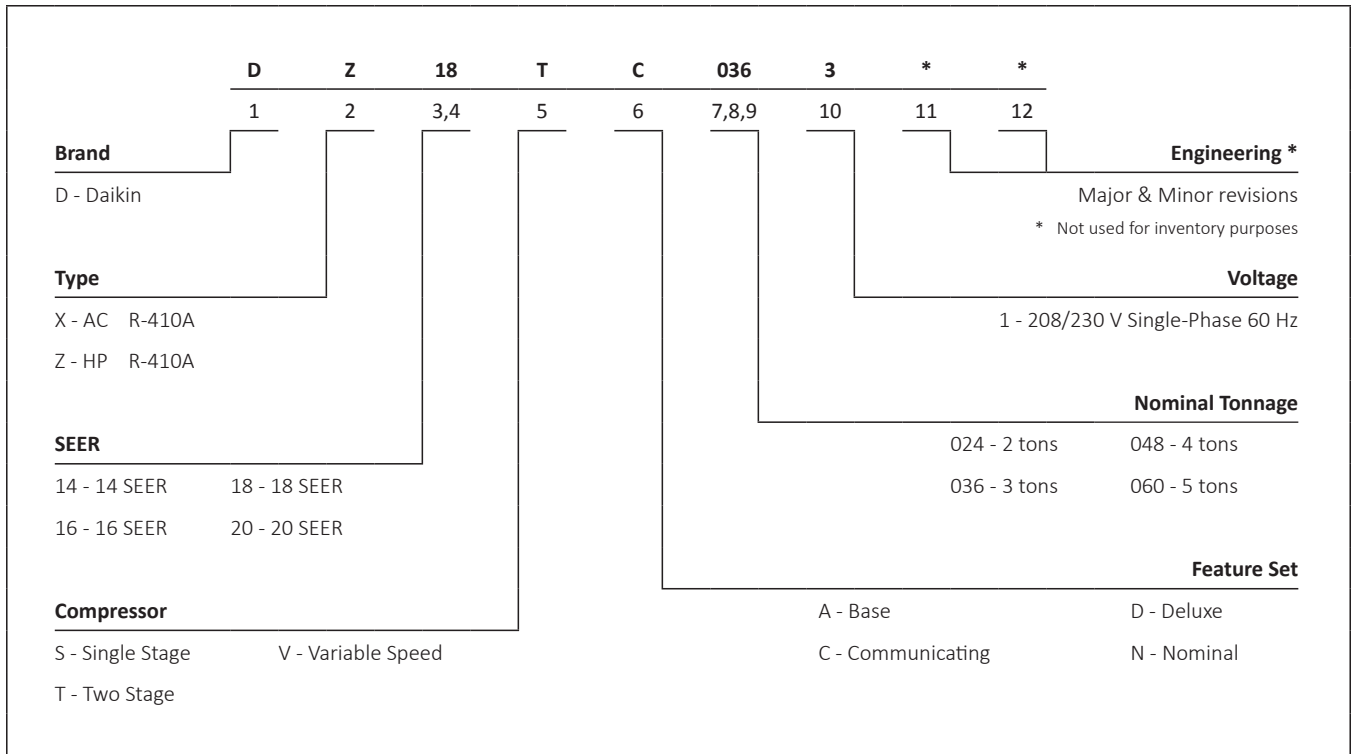 D Z 18 T C 036 3 * *
1 2 3,4 5 6 7,8,9 10 11 12
Brand
D - Daikin
Engineering *
Major & Minor revisions
* Not used for inventory purposes
Type
X - AC R-410A
Z - HP R-410A
Voltage
1 - 208/230 V Single-Phase 60 Hz
Nominal Tonnage
024 - 2 tons 048 - 4 tons
036 - 3 tons 060 - 5 tons
SEER
14 - 14 SEER 18 - 18 SEER
16 - 16 SEER 20 - 20 SEER
Feature Set
A - Base D - Deluxe
C - Communicating N - Nominal
Compressor
S - Single Stage V - Variable Speed
T - Two Stage